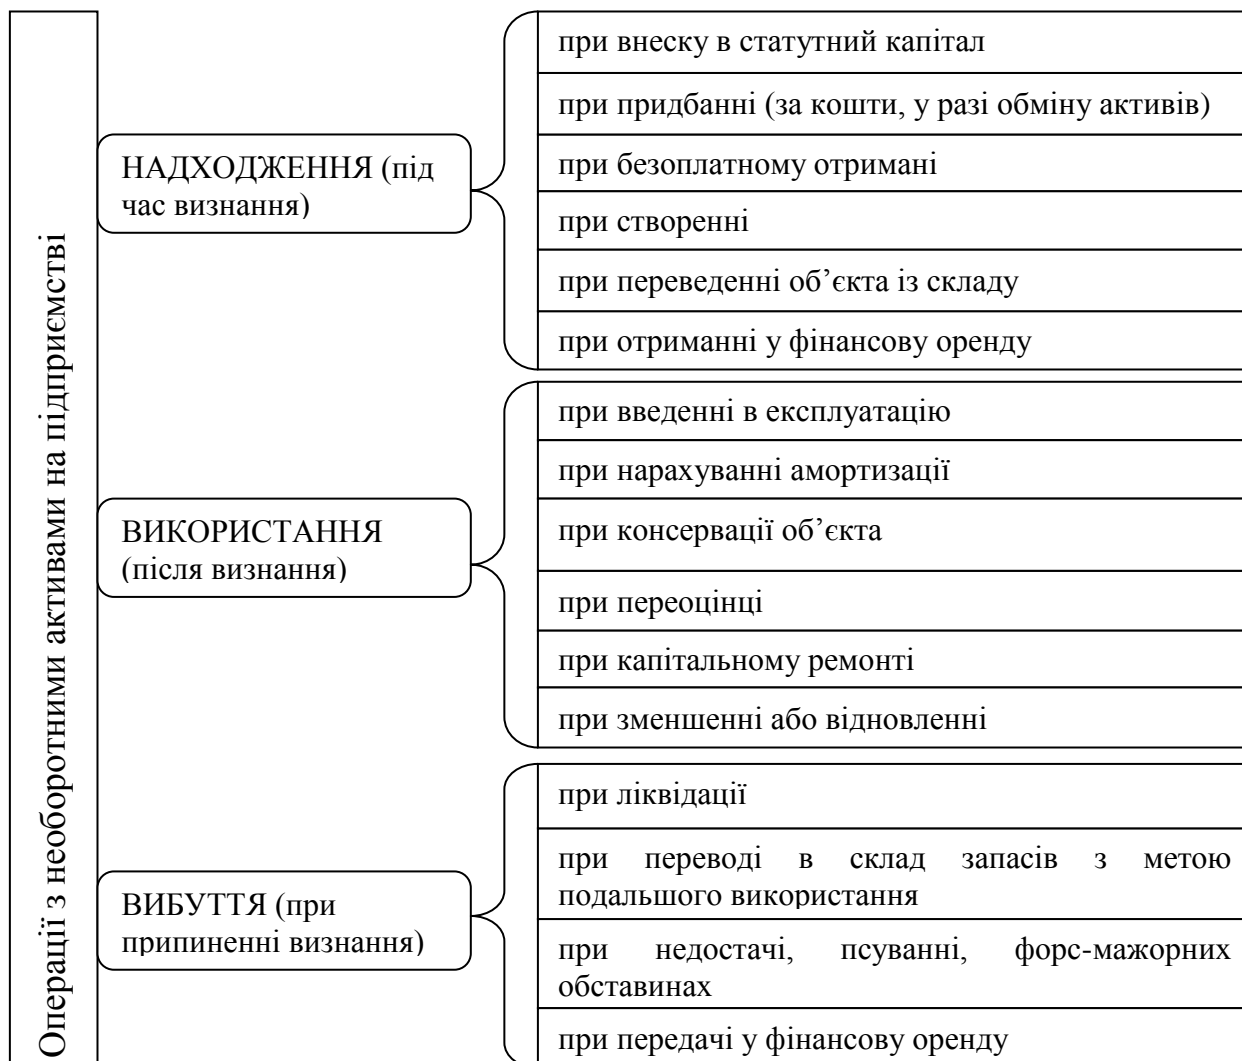 Операції з необоротними активами на підприємстві
НАДХОДЖЕННЯ (під
час визнання)
при внеску в статутний капітал
при придбанні (за кошти, у разі обміну активів)
при безоплатному отримані
при створенні
при переведенні об’єкта із складу
при отриманні у фінансову оренду
ВИКОРИСТАННЯ
(після визнання)
при введенні в експлуатацію
при нарахуванні амортизації
при консервації об’єкта
при переоцінці
при капітальному ремонті
при зменшенні або відновленні
ВИБУТТЯ (при
припиненні визнання)
при ліквідації
при переводі в склад запасів з метою
подальшого використання
при недостачі, псуванні, форс-мажорних
обставинах
при передачі у фінансову оренду